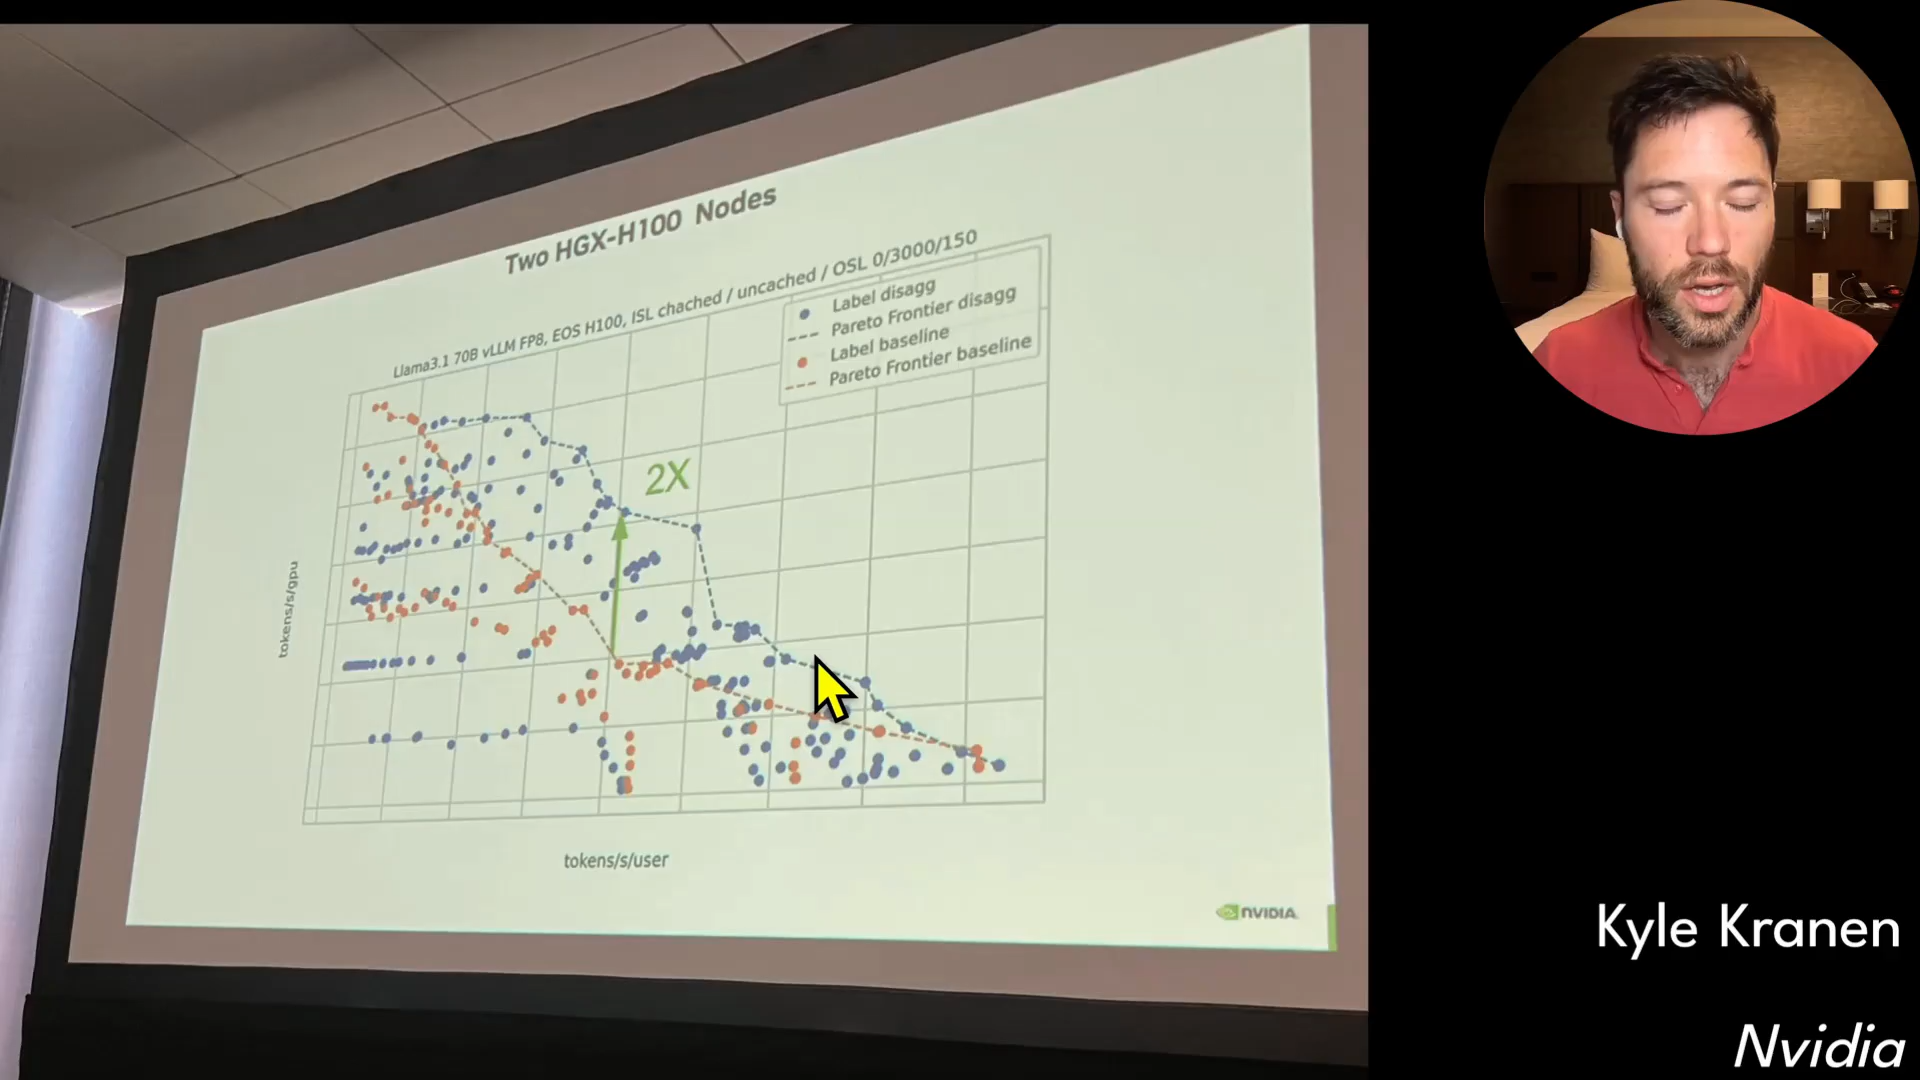 Two HGX-H100 Nodes
Llama3.1 70B vLLM FP8, EOS H100, ISL chached / uncached / OSL 0/3000/150
Label disagg
Pareto Frontier disagg
Label baseline
Pareto Frontier baseline
2X
tokens/s/gpu
tokens/s/user
NVIDIA
Kyle Kranen
Nvidia